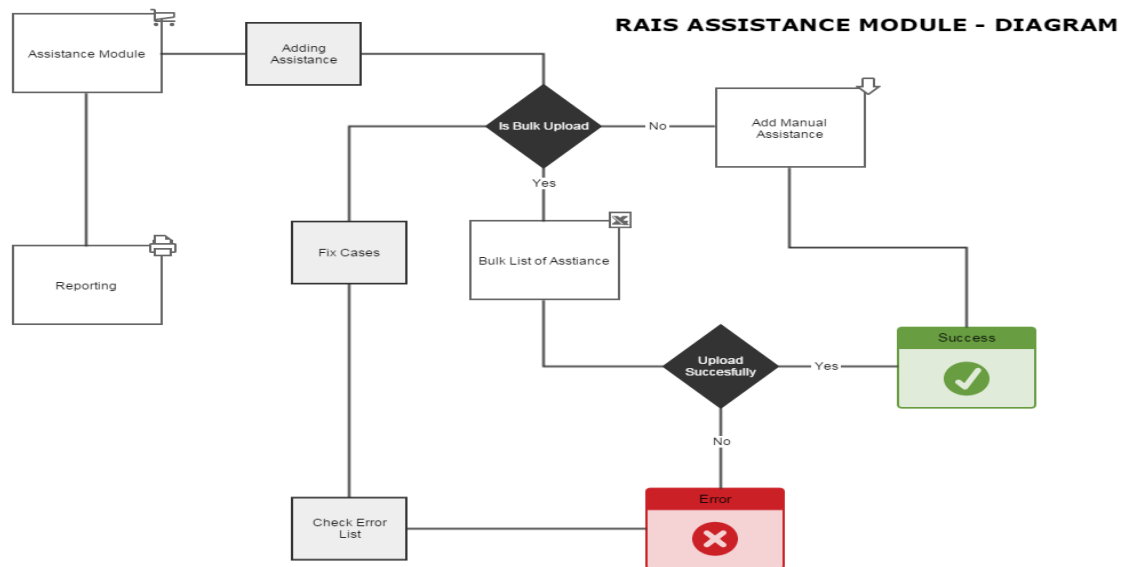 RAIS ASSISTANCE MODULE - DIAGRAM
Assistance Module
Adding
Assistance
Is Bulk Upload
No
Add Manual
Assistance
Yes
Fix Cases
Bulk List of Asstiance
Reporting
Success
Upload
Succesfully
Yes
No
Error
Check Error
List